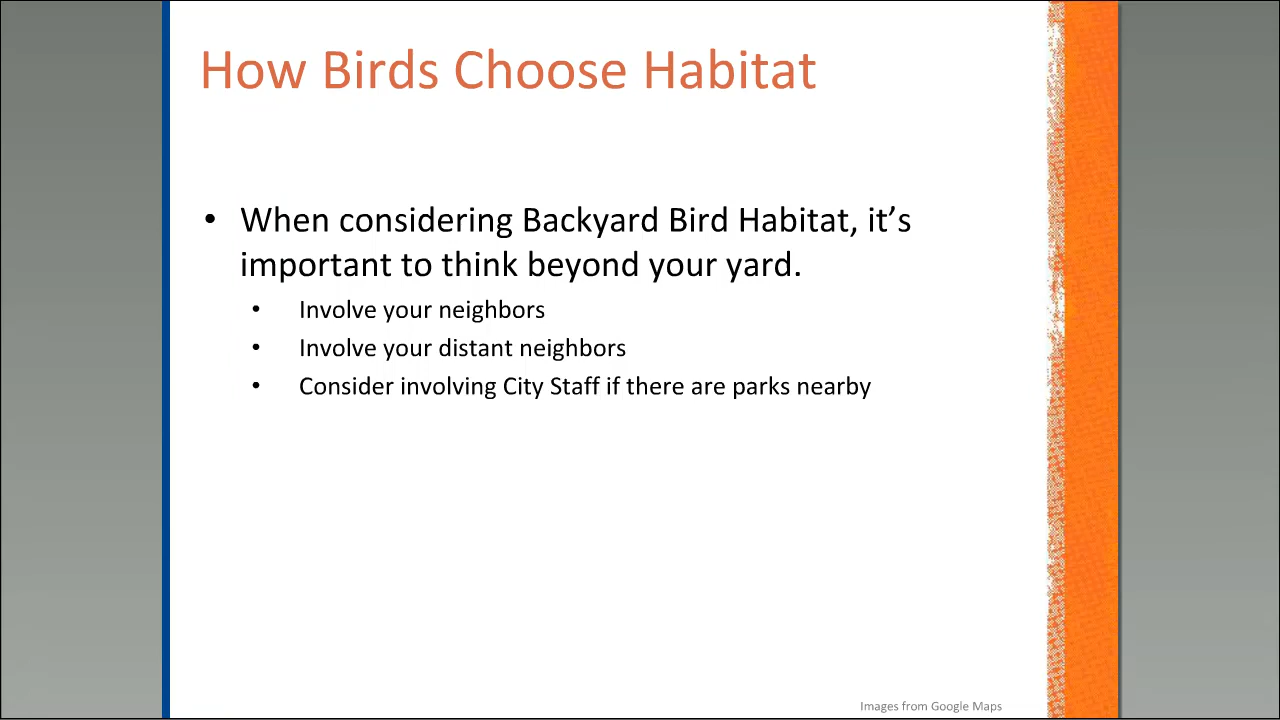 How Birds Choose Habitat
• When considering Backyard Bird Habitat, it’s
important to think beyond your yard.
• Involve your neighbors
• Involve your distant neighbors
• Consider involving City Staff if there are parks nearby
Images from Google Maps